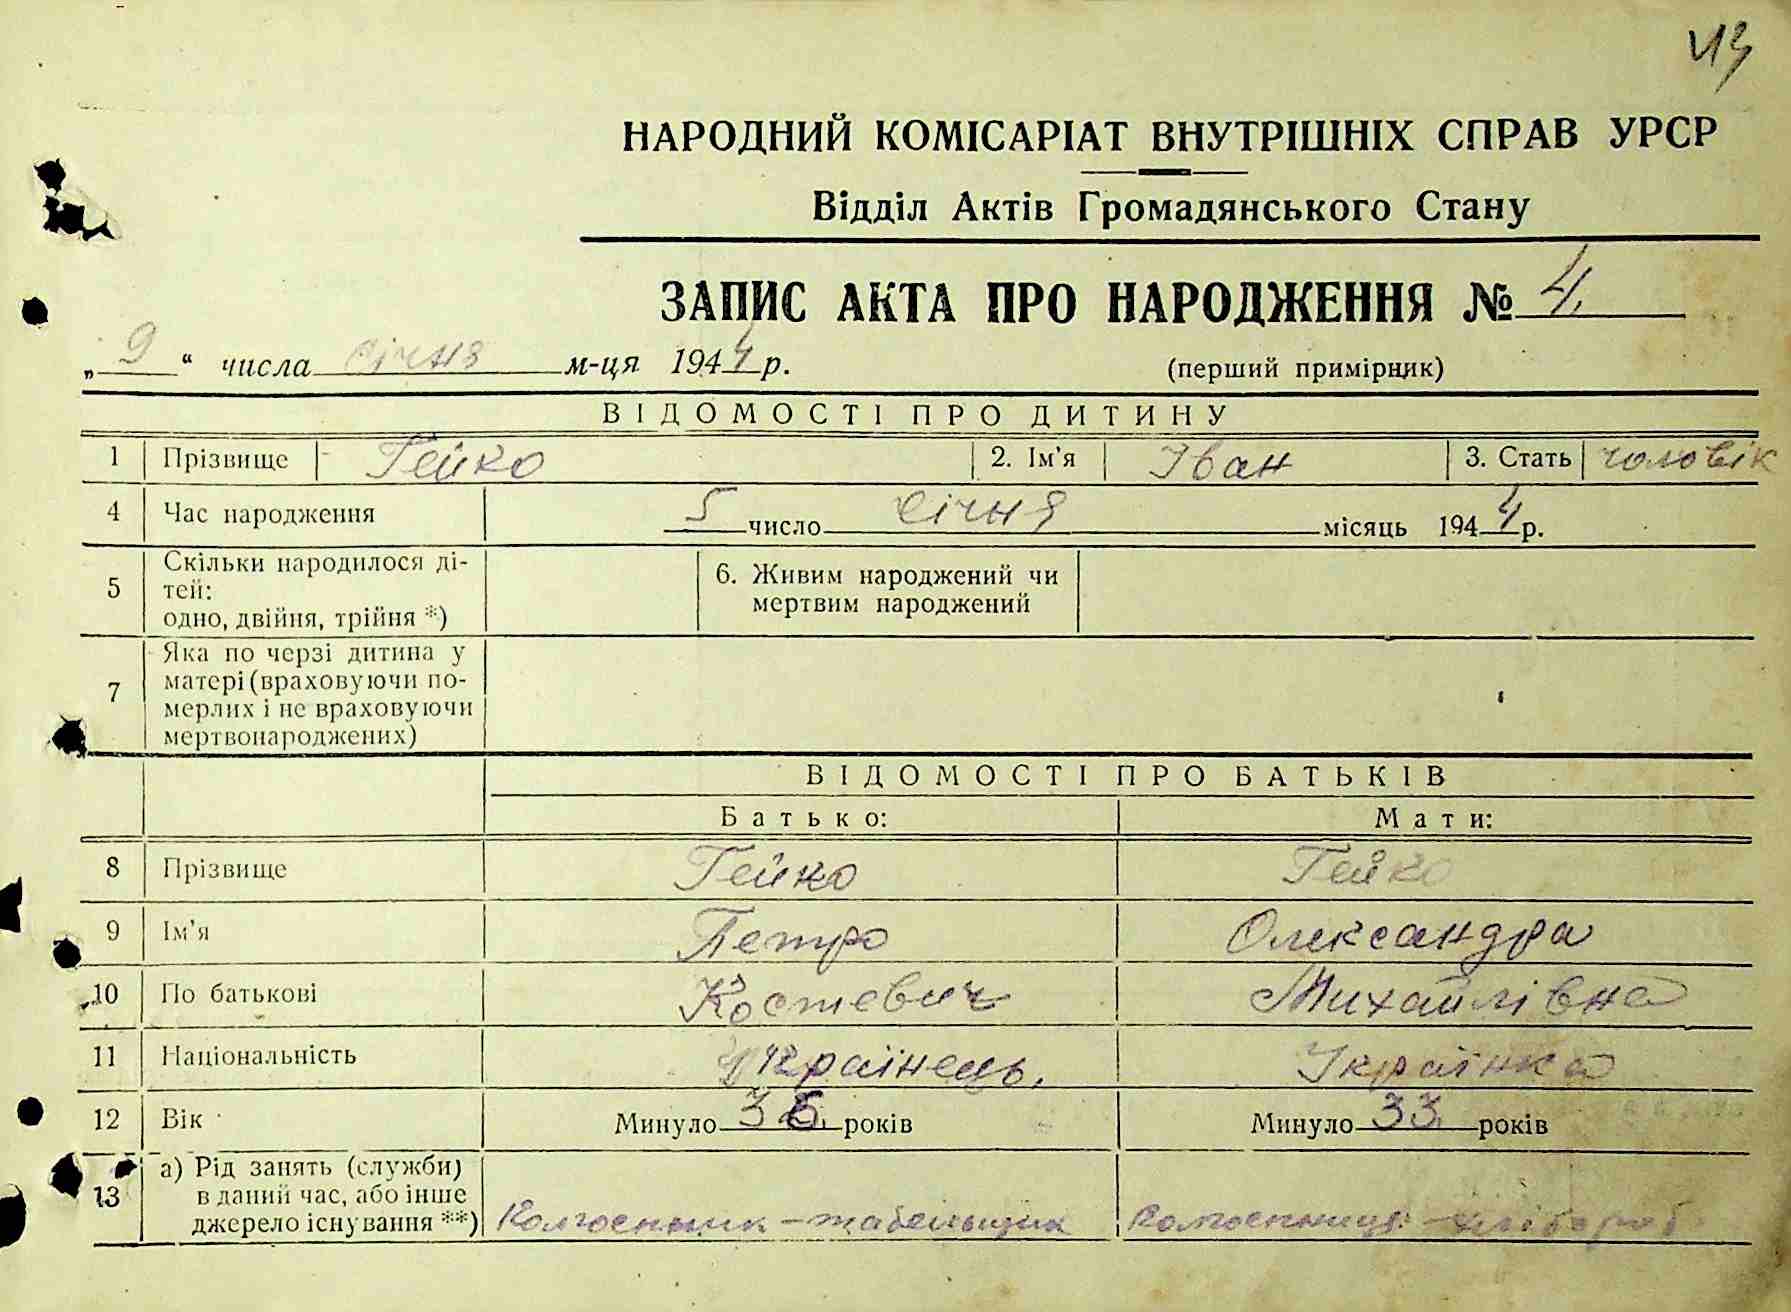 НАРОДНИЙ КОМІСАРІАТ ВНУТРІШНІХ СПРАВ УРСР
Відділ Актів Громадянського Стану
ЗАПИС АКТА ПРО НАРОДЖЕННЯ № 4.
„ 9 “ числа січня м-ця 1944 р.
(перший примірник)
ВІДОМОСТІ ПРО ДИТИНУ
1 Прізвище Гейко 2. Ім’я Іван 3. Стать чоловік
4 Час народження 5 число січня місяць 1944 р.
5 Скільки народилося ді-
тей:
одно, двійня, трійня *)
6. Живим народжений чи
мертвим народжений
7 Яка по черзі дитина у
матері (враховуючи по-
мерлих і не враховуючи
мертвонароджених)
ВІДОМОСТІ ПРО БАТЬКІВ
Батько: Мати:
8 Прізвище Гейко Гейко
9 Ім’я Петро Олександра
10 По батькові Костевич Михайлівна
11 Національність Українець. Українка
12 Вік Минуло 36 років Минуло 33 років
13 а) Рід занять (службы)
в даний час, або інше
джерело існування **) Колгоспник - табельщик Колгоспниця - хлібороб